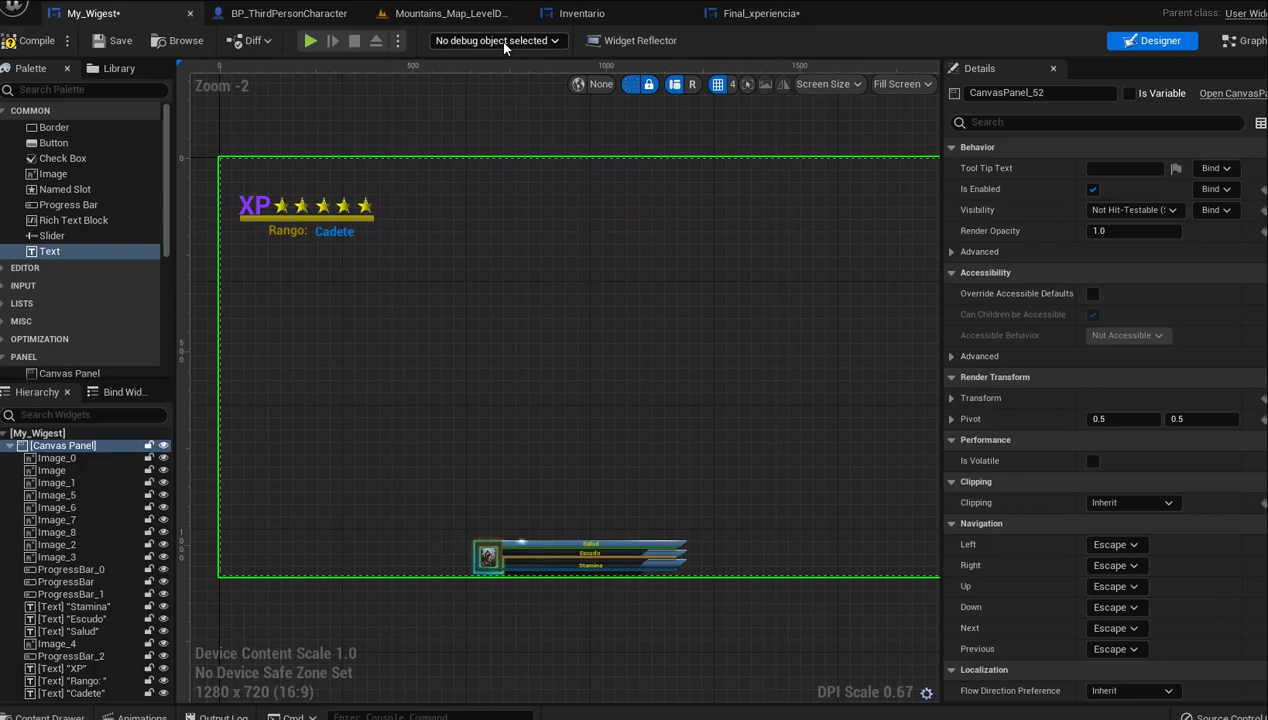 My_Wigest*
BP_ThirdPersonCharacter
Mountains_Map_LevelD...
Inventario
Final_xperiencia*
Parent class: User Wid
Compile
Save
Browse
Diff
No debug object selected
Widget Reflector
Designer
Graph
Palette
Library
Search Palette
COMMON
Border
Button
Check Box
Image
Named Slot
Progress Bar
Rich Text Block
Slider
Text
EDITOR
INPUT
LISTS
MISC
OPTIMIZATION
PANEL
Canvas Panel
Hierarchy
Bind Wid...
Search Widgets
[My_Wigest]
[Canvas Panel]
Image_0
Image
Image_1
Image_5
Image_6
Image_7
Image_8
Image_2
Image_3
ProgressBar_0
ProgressBar
ProgressBar_1
[Text] "Stamina"
[Text] "Escudo"
[Text] "Salud"
Image_4
ProgressBar_2
[Text] "XP"
[Text] "Rango: "
[Text] "Cadete"
0 500 1000 1500
Zoom -2
None
R
4
Screen Size
Fill Screen
0
500
1000
XP
Rango: Cadete
Salud
Escudo
Stamina
Device Content Scale 1.0
No Device Safe Zone Set
1280 x 720 (16:9)
DPI Scale 0.67
Details
CanvasPanel_52
Is Variable
Open CanvasPa
Search
Behavior
Tool Tip Text
Bind
Is Enabled
Bind
Visibility
Not Hit-Testable (
Bind
Render Opacity
1.0
Advanced
Accessibility
Override Accessible Defaults
Can Children be Accessible
Accessible Behavior
Not Accessible
Advanced
Render Transform
Transform
Pivot
0.5
0.5
Performance
Is Volatile
Clipping
Clipping
Inherit
Navigation
Left
Escape
Right
Escape
Up
Escape
Down
Escape
Next
Escape
Previous
Escape
Localization
Flow Direction Preference
Inherit
Content Drawer
Animations
Output Log
Cmd
Enter Console Command
Source Control